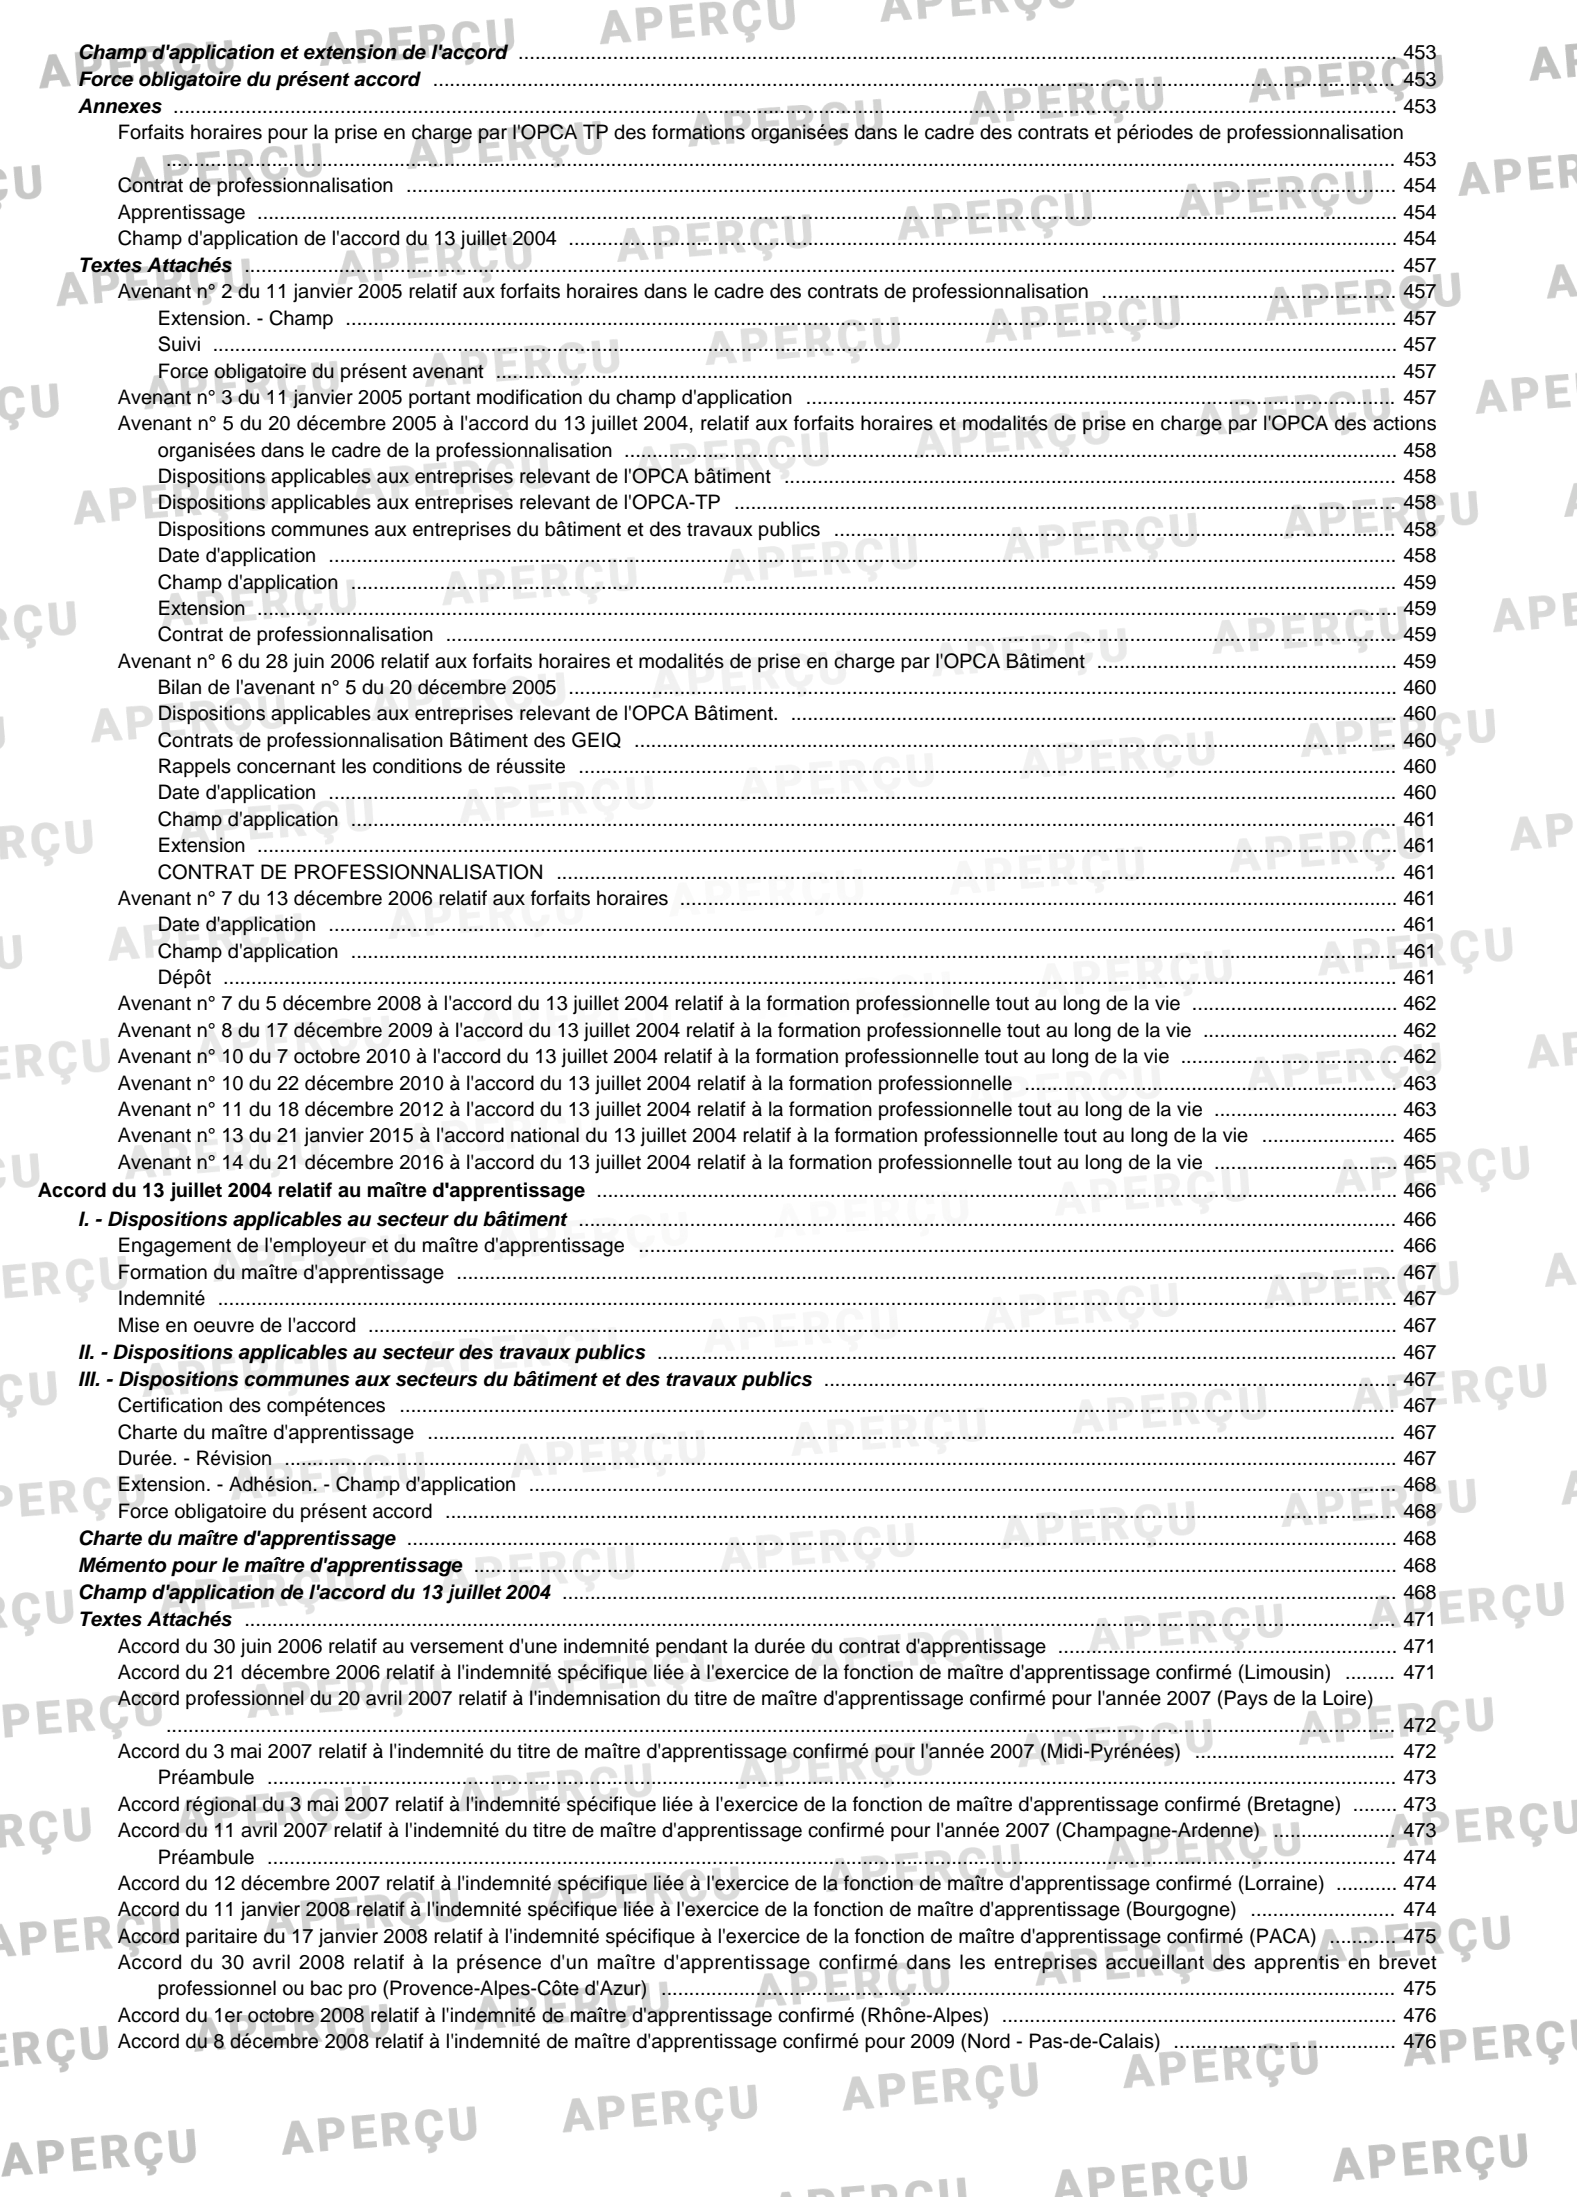 Champ d'application et extension de l'accord ........ 453
Force obligatoire du présent accord ........ 453
Annexes ........ 453
Forfaits horaires pour la prise en charge par l'OPCA TP des formations organisées dans le cadre des contrats et périodes de professionnalisation
........ 453
Contrat de professionnalisation ........ 454
Apprentissage ........ 454
Champ d'application de l'accord du 13 juillet 2004 ........ 454
Textes Attachés ........ 457
Avenant n° 2 du 11 janvier 2005 relatif aux forfaits horaires dans le cadre des contrats de professionnalisation ........ 457
Extension. - Champ ........ 457
Suivi ........ 457
Force obligatoire du présent avenant ........ 457
Avenant n° 3 du 11 janvier 2005 portant modification du champ d'application ........ 457
Avenant n° 5 du 20 décembre 2005 à l'accord du 13 juillet 2004, relatif aux forfaits horaires et modalités de prise en charge par l'OPCA des actions
organisées dans le cadre de la professionnalisation ........ 458
Dispositions applicables aux entreprises relevant de l'OPCA bâtiment ........ 458
Dispositions applicables aux entreprises relevant de l'OPCA-TP ........ 458
Dispositions communes aux entreprises du bâtiment et des travaux publics ........ 458
Date d'application ........ 458
Champ d'application ........ 459
Extension ........ 459
Contrat de professionnalisation ........ 459
Avenant n° 6 du 28 juin 2006 relatif aux forfaits horaires et modalités de prise en charge par l'OPCA Bâtiment ........ 459
Bilan de l'avenant n° 5 du 20 décembre 2005 ........ 460
Dispositions applicables aux entreprises relevant de l'OPCA Bâtiment. ........ 460
Contrats de professionnalisation Bâtiment des GEIQ ........ 460
Rappels concernant les conditions de réussite ........ 460
Date d'application ........ 460
Champ d'application ........ 461
Extension ........ 461
CONTRAT DE PROFESSIONNALISATION ........ 461
Avenant n° 7 du 13 décembre 2006 relatif aux forfaits horaires ........ 461
Date d'application ........ 461
Champ d'application ........ 461
Dépôt ........ 461
Avenant n° 7 du 5 décembre 2008 à l'accord du 13 juillet 2004 relatif à la formation professionnelle tout au long de la vie ........ 462
Avenant n° 8 du 17 décembre 2009 à l'accord du 13 juillet 2004 relatif à la formation professionnelle tout au long de la vie ........ 462
Avenant n° 10 du 7 octobre 2010 à l'accord du 13 juillet 2004 relatif à la formation professionnelle tout au long de la vie ........ 462
Avenant n° 10 du 22 décembre 2010 à l'accord du 13 juillet 2004 relatif à la formation professionnelle ........ 463
Avenant n° 11 du 18 décembre 2012 à l'accord du 13 juillet 2004 relatif à la formation professionnelle tout au long de la vie ........ 463
Avenant n° 13 du 21 janvier 2015 à l'accord national du 13 juillet 2004 relatif à la formation professionnelle tout au long de la vie ........ 465
Avenant n° 14 du 21 décembre 2016 à l'accord du 13 juillet 2004 relatif à la formation professionnelle tout au long de la vie ........ 465
Accord du 13 juillet 2004 relatif au maître d'apprentissage ........ 466
I. - Dispositions applicables au secteur du bâtiment ........ 466
Engagement de l'employeur et du maître d'apprentissage ........ 466
Formation du maître d'apprentissage ........ 467
Indemnité ........ 467
Mise en oeuvre de l'accord ........ 467
II. - Dispositions applicables au secteur des travaux publics ........ 467
III. - Dispositions communes aux secteurs du bâtiment et des travaux publics ........ 467
Certification des compétences ........ 467
Charte du maître d'apprentissage ........ 467
Durée. - Révision ........ 467
Extension. - Adhésion. - Champ d'application ........ 468
Force obligatoire du présent accord ........ 468
Charte du maître d'apprentissage ........ 468
Mémento pour le maître d'apprentissage ........ 468
Champ d'application de l'accord du 13 juillet 2004 ........ 468
Textes Attachés ........ 471
Accord du 30 juin 2006 relatif au versement d'une indemnité pendant la durée du contrat d'apprentissage ........ 471
Accord du 21 décembre 2006 relatif à l'indemnité spécifique liée à l'exercice de la fonction de maître d'apprentissage confirmé (Limousin) ........ 471
Accord professionnel du 20 avril 2007 relatif à l'indemnisation du titre de maître d'apprentissage confirmé pour l'année 2007 (Pays de la Loire)
........ 472
Accord du 3 mai 2007 relatif à l'indemnité du titre de maître d'apprentissage confirmé pour l'année 2007 (Midi-Pyrénées) ........ 472
Préambule ........ 473
Accord régional du 3 mai 2007 relatif à l'indemnité spécifique liée à l'exercice de la fonction de maître d'apprentissage confirmé (Bretagne) ........ 473
Accord du 11 avril 2007 relatif à l'indemnité du titre de maître d'apprentissage confirmé pour l'année 2007 (Champagne-Ardenne) ........ 473
Préambule ........ 474
Accord du 12 décembre 2007 relatif à l'indemnité spécifique liée à l'exercice de la fonction de maître d'apprentissage confirmé (Lorraine) ........ 474
Accord du 11 janvier 2008 relatif à l'indemnité spécifique liée à l'exercice de la fonction de maître d'apprentissage (Bourgogne) ........ 474
Accord paritaire du 17 janvier 2008 relatif à l'indemnité spécifique à l'exercice de la fonction de maître d'apprentissage confirmé (PACA) ........ 475
Accord du 30 avril 2008 relatif à la présence d'un maître d'apprentissage confirmé dans les entreprises accueillant des apprentis en brevet
professionnel ou bac pro (Provence-Alpes-Côte d'Azur) ........ 475
Accord du 1er octobre 2008 relatif à l'indemnité de maître d'apprentissage confirmé (Rhône-Alpes) ........ 476
Accord du 8 décembre 2008 relatif à l'indemnité de maître d'apprentissage confirmé pour 2009 (Nord - Pas-de-Calais) ........ 476
APERÇU